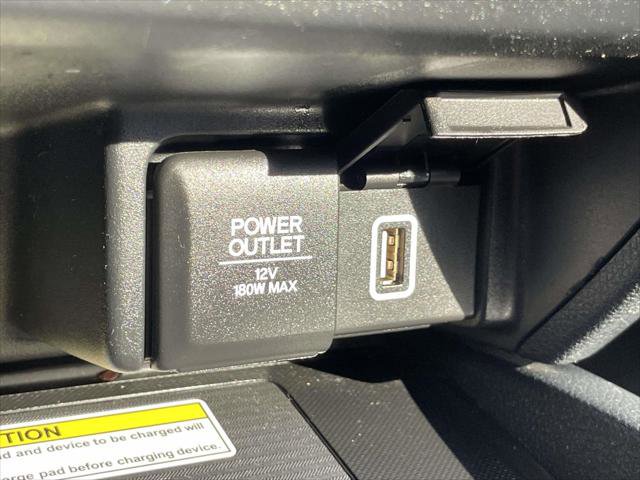 POWER
OUTLET
12V
180W MAX
TION
d and device to be charged will
rge pad before charging device.